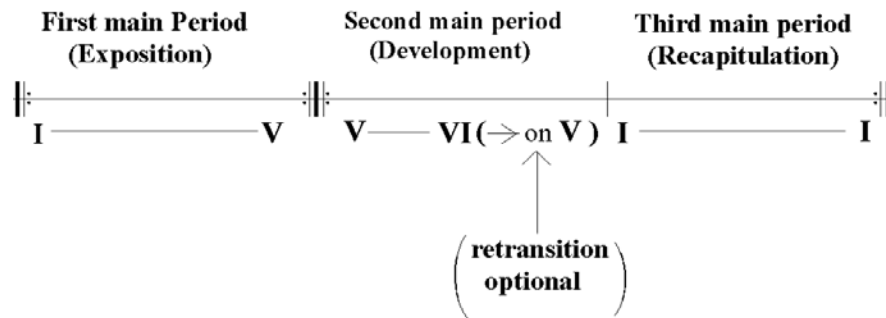 First main Period
(Exposition)
Second main period
(Development)
Third main period
(Recapitulation)
I V V VI (→ on V ) I I
(retransition
optional)